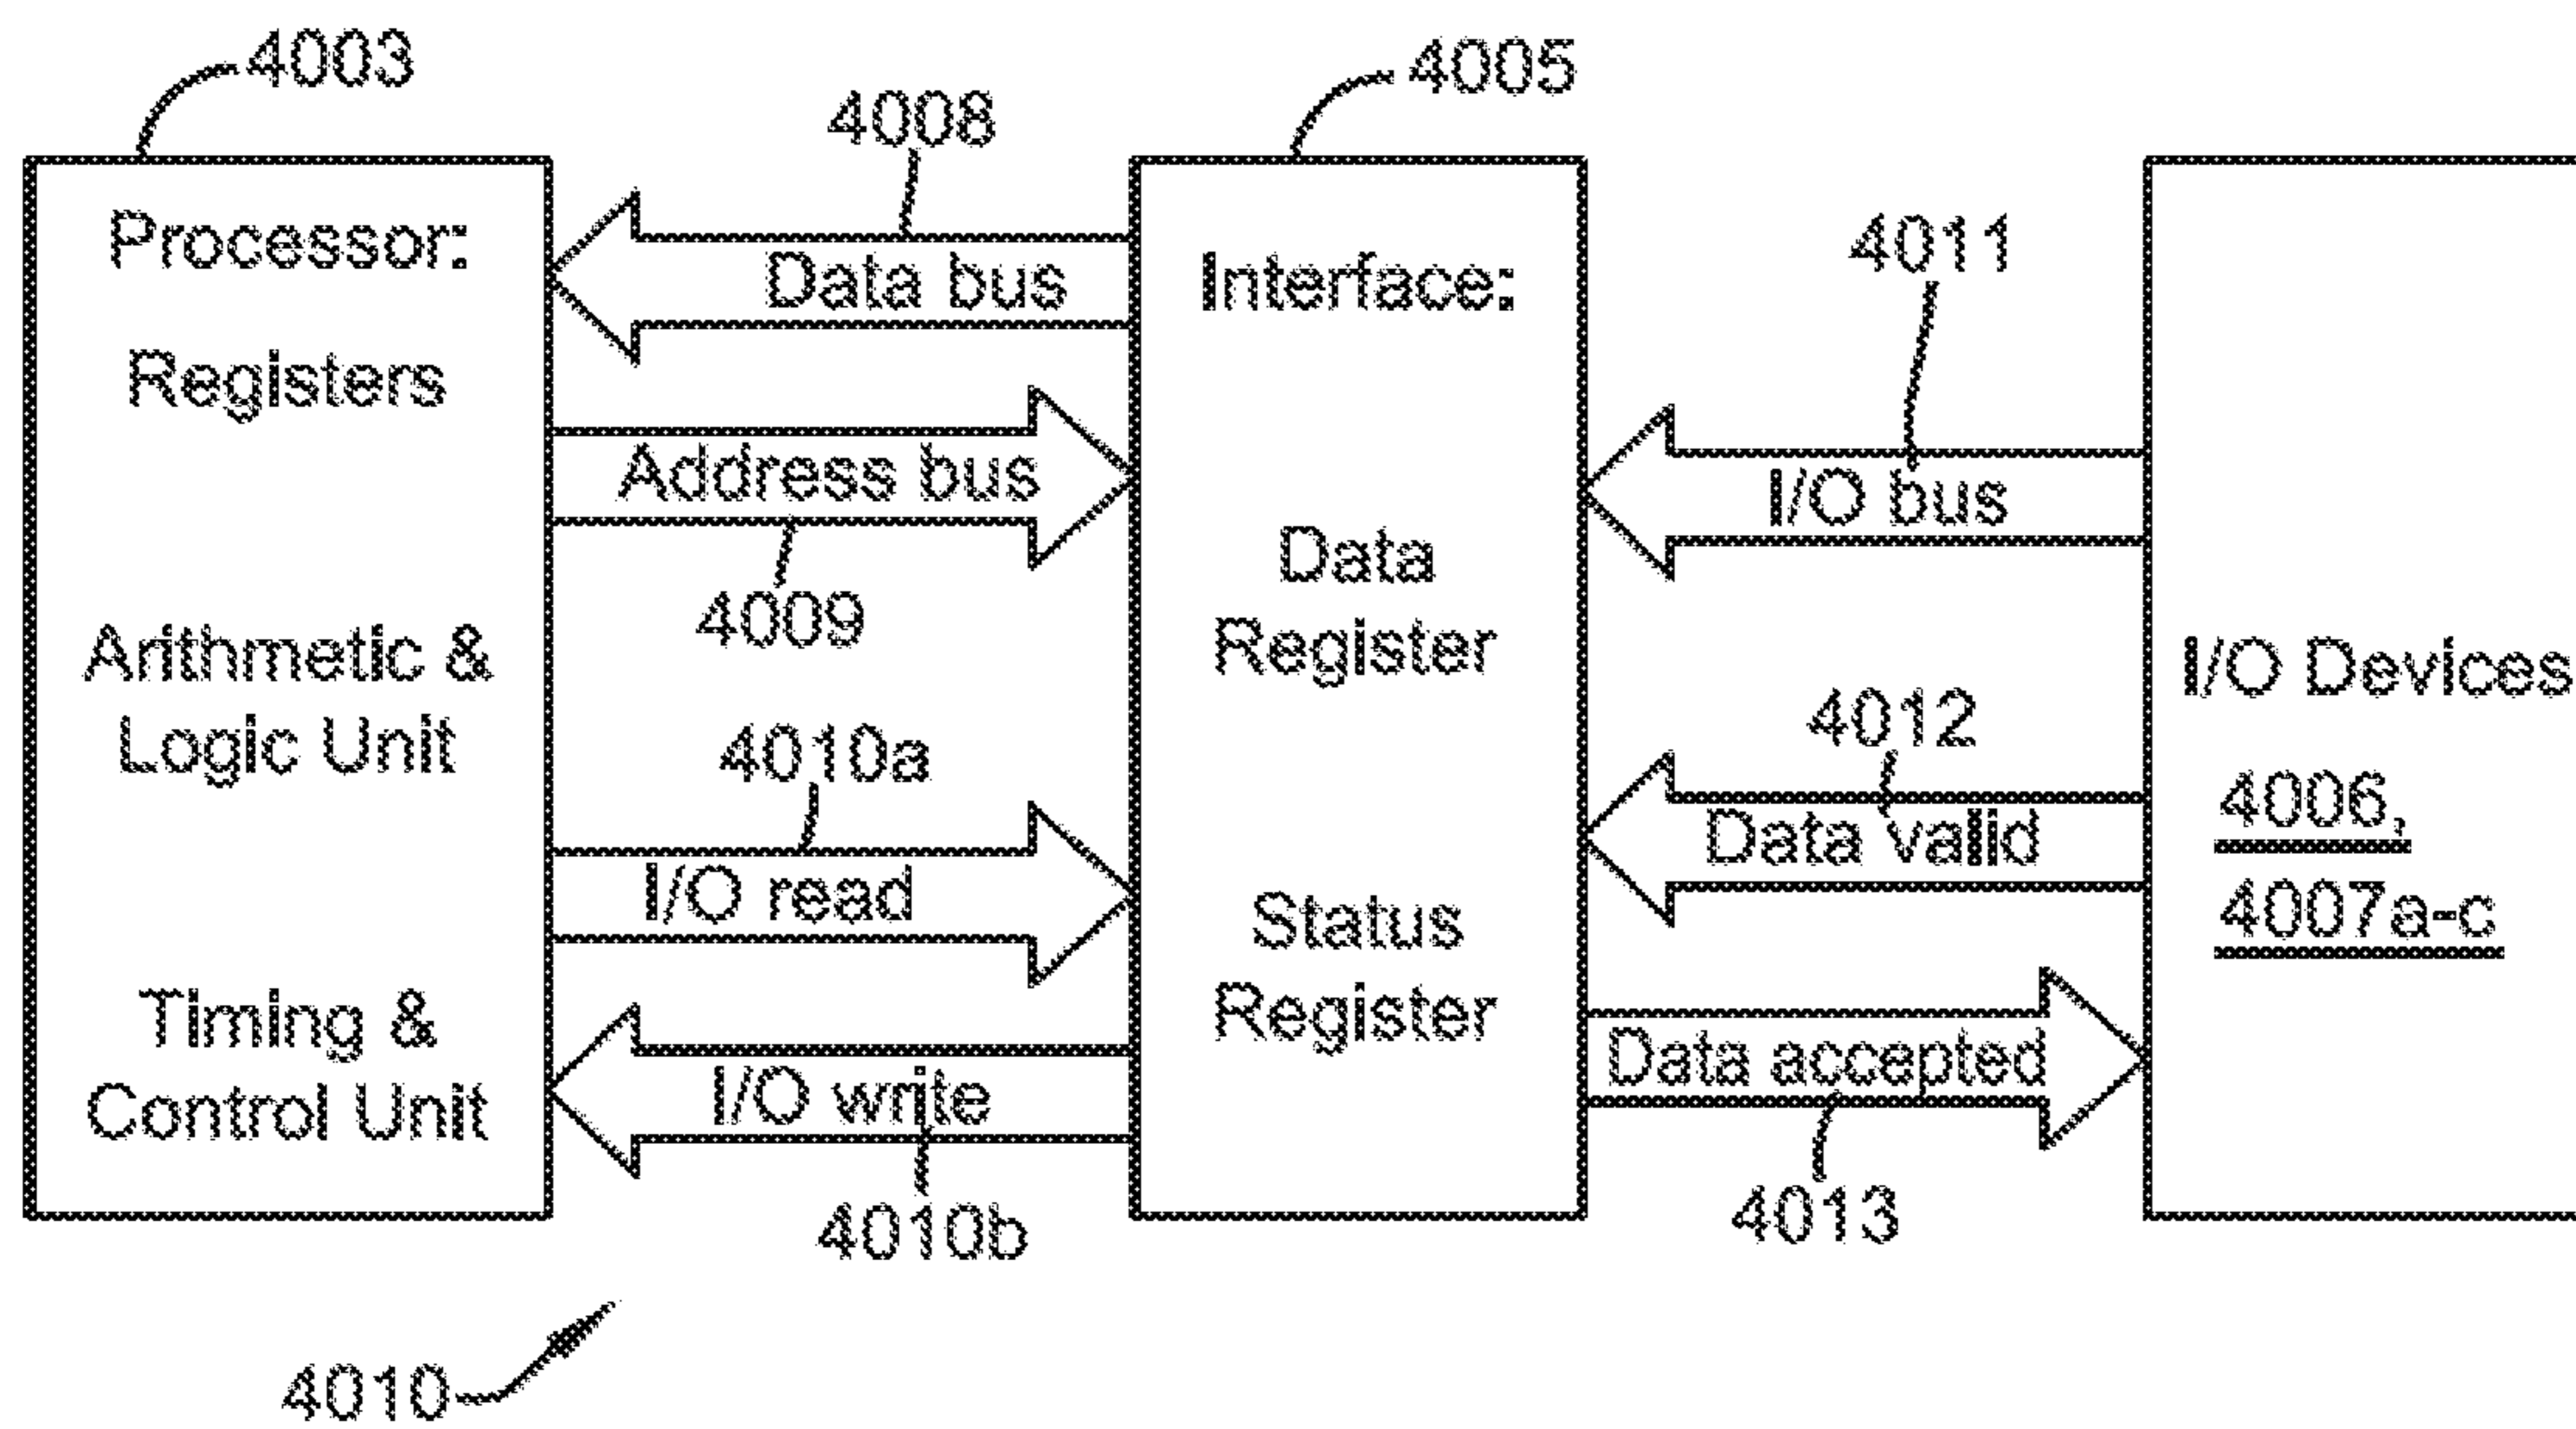 4003
4008
4005
Processor:
Registers
Arithmetic &
Logic Unit
Timing &
Control Unit
Data bus
Address bus
4009
4010a
I/O read
I/O write
4010b
4010
Interface:
Data
Register
Status
Register
4011
I/O bus
4012
Data valid
Data accepted
4013
I/O Devices
4006,
4007a-c